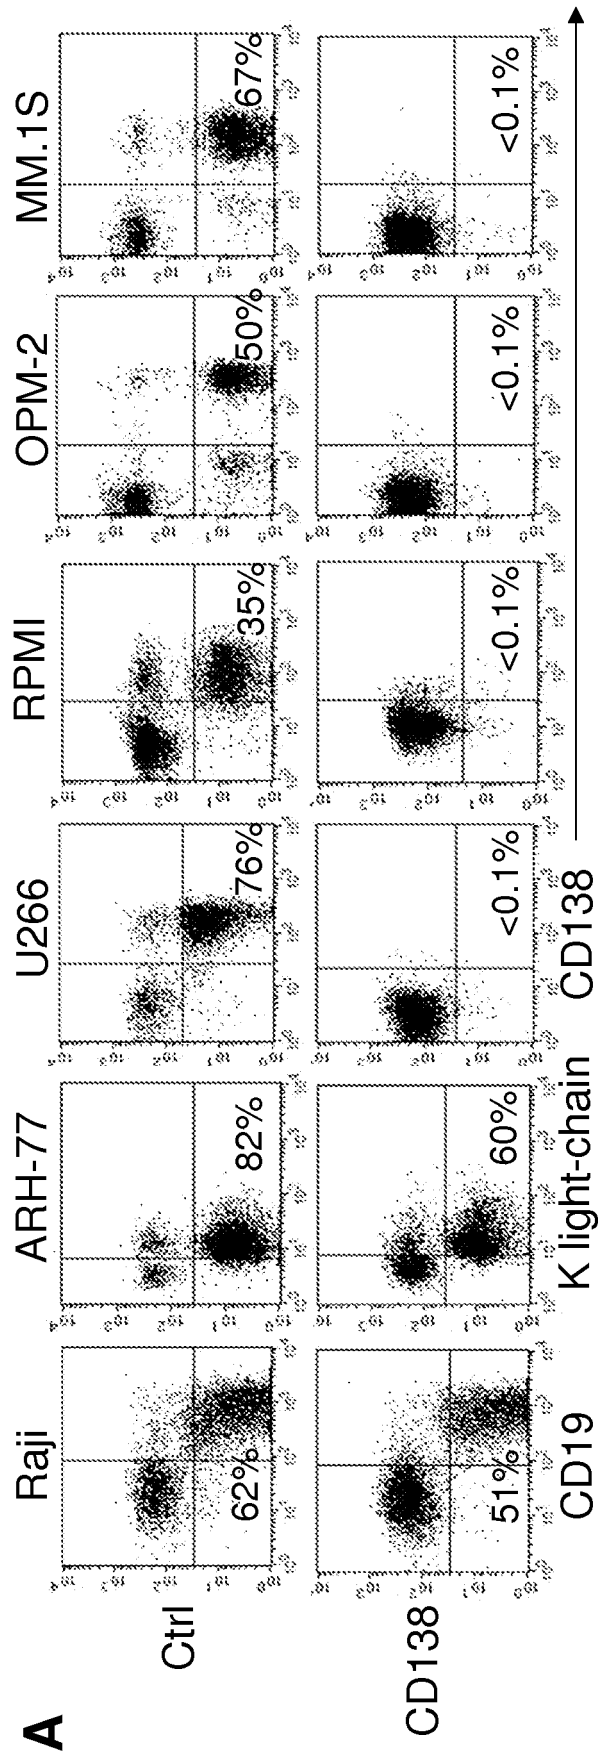 A
Raji ARH-77 U266 RPMI OPM-2 MM.1S
Ctrl
62% 82% 76% 35% 50% 67%
CD138
51% 60% <0.1% <0.1% <0.1% <0.1%
CD19 K light-chain CD138